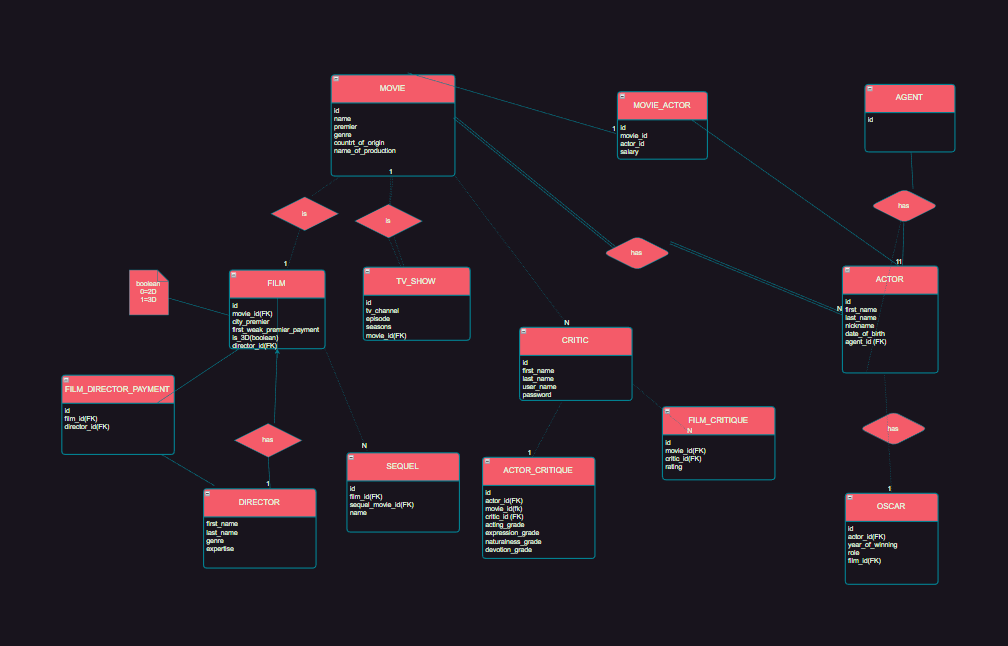 MOVIE
id
name
premier
genre
countrt_of_origin
name_of_production
1
MOVIE_ACTOR
1
id
movie_id
actor_id
salary
AGENT
id
has
is
is
has
1
FILM
id
movie_id(FK)
city_premier
first_weak_premier_payment
is_3D(boolean)
director_id(FK)
boolean
0=2D
1=3D
TV_SHOW
id
tv_channel
episode
seasons
movie_id(FK)
11
ACTOR
N
id
first_name
last_name
nickname
date_of_birth
agent_id (FK)
N
CRITIC
id
first_name
last_name
user_name
password
FILM_DIRECTOR_PAYMENT
id
film_id(FK)
director_id(FK)
has
1
DIRECTOR
first_name
last_name
genre
expertise
N
SEQUEL
id
film_id(FK)
sequel_movie_id(FK)
name
1
ACTOR_CRITIQUE
id
actor_id(FK)
movie_id(fk)
critic_id (FK)
acting_grade
expression_grade
naturalness_grade
devotion_grade
FILM_CRITIQUE
N
id
movie_id(FK)
critic_id(FK)
rating
has
1
OSCAR
id
actor_id(FK)
year_of_winning
role
film_id(FK)